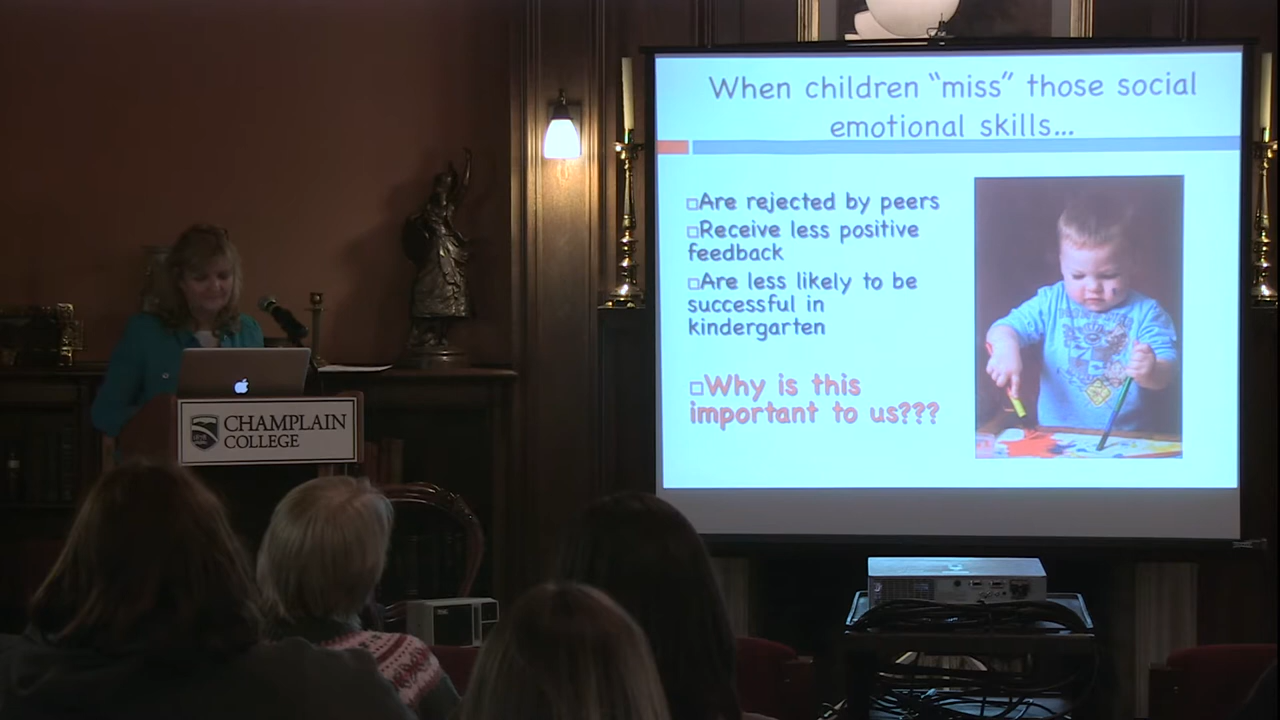 When children “miss” those social
emotional skills...
□Are rejected by peers
□Receive less positive
feedback
□Are less likely to be
successful in
kindergarten
□Why is this
important to us???
CHAMPLAIN
COLLEGE